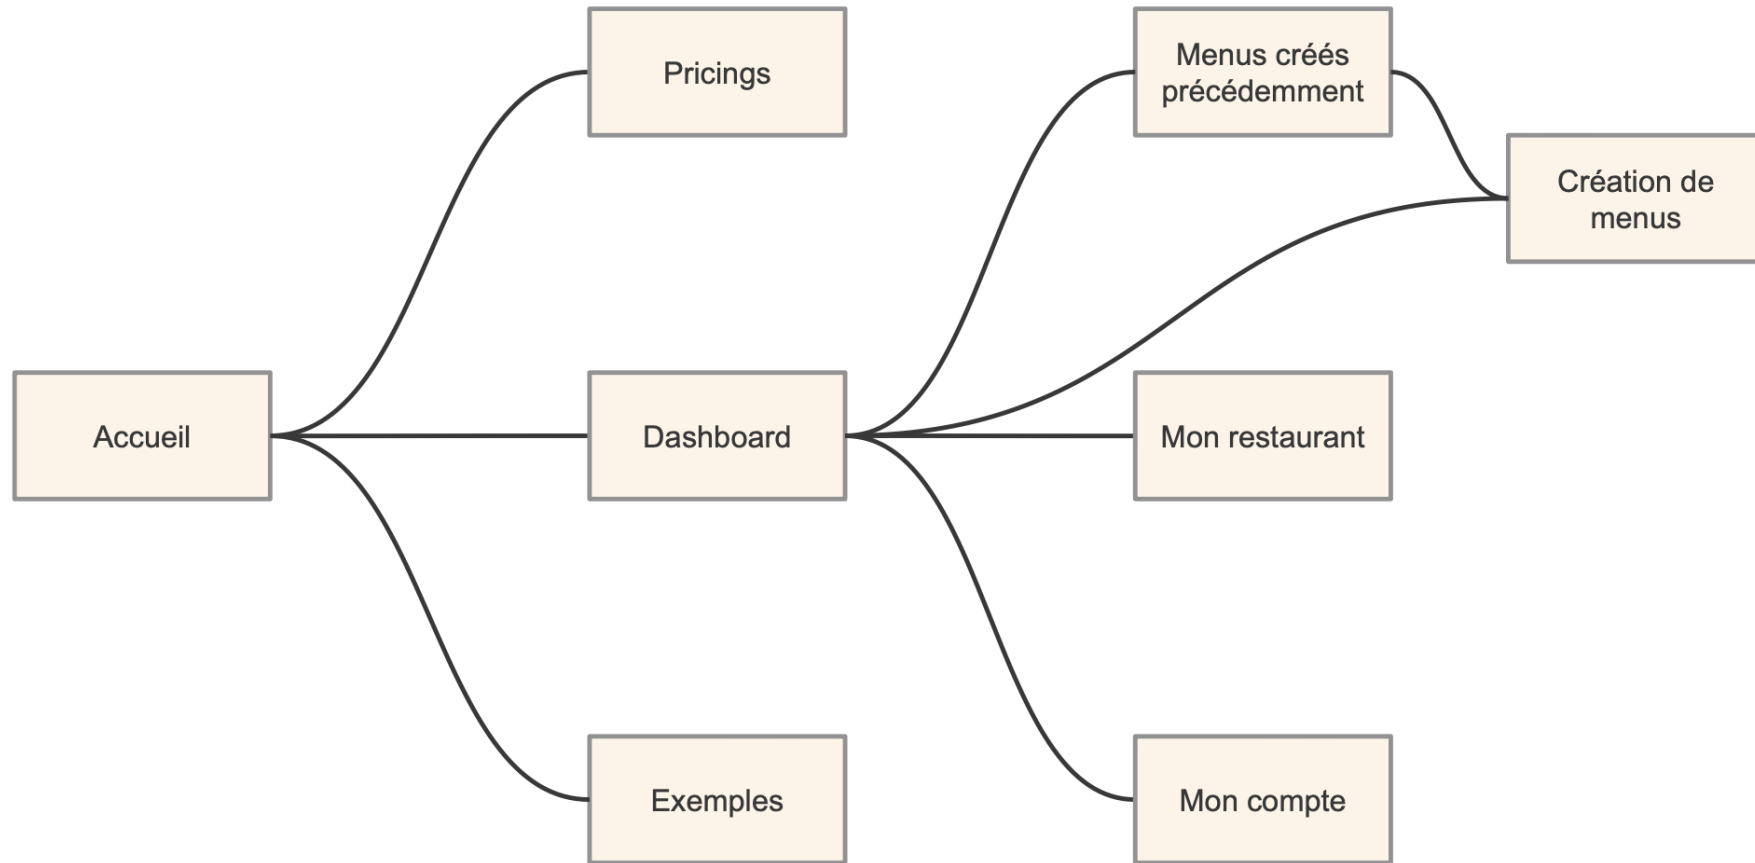 Pricings
Menus créés
précédemment
Création de
menus
Accueil
Dashboard
Mon restaurant
Exemples
Mon compte